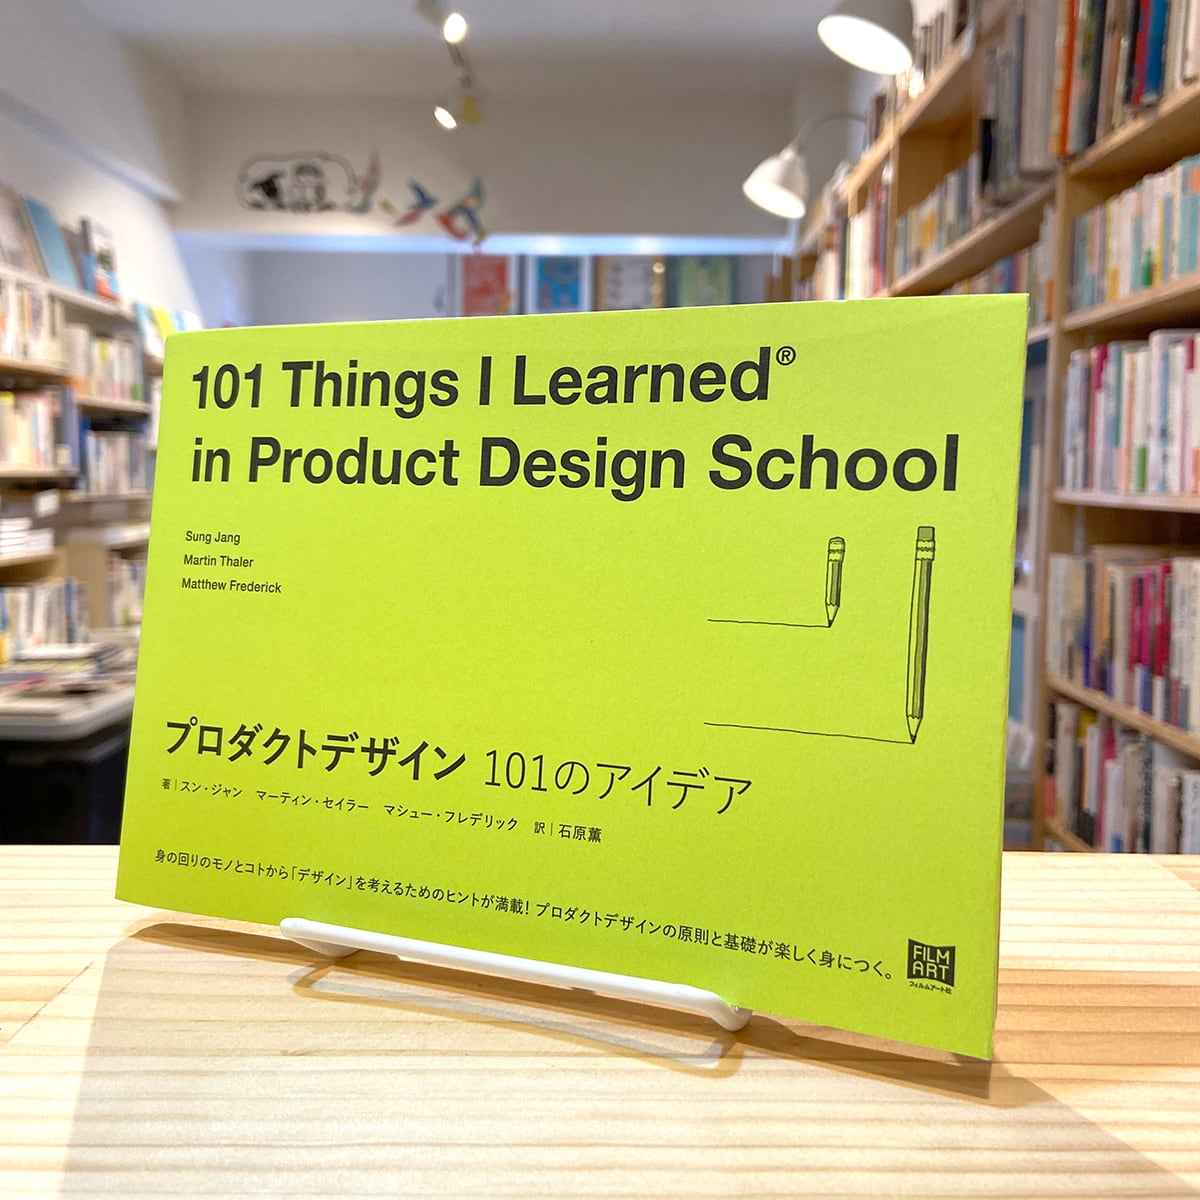 101 Things I Learned®
in Product Design School
Sung Jang
Martin Thaler
Matthew Frederick
プロダクトデザイン 101のアイデア
著｜スン・ジャン　マーティン・セイラー　マシュー・フレデリック　訳｜石原薫
身の回りのモノとコトから「デザイン」を考えるためのヒントが満載！ プロダクトデザインの原則と基礎が楽しく身につく。
FILM
ART
フィルムアート社